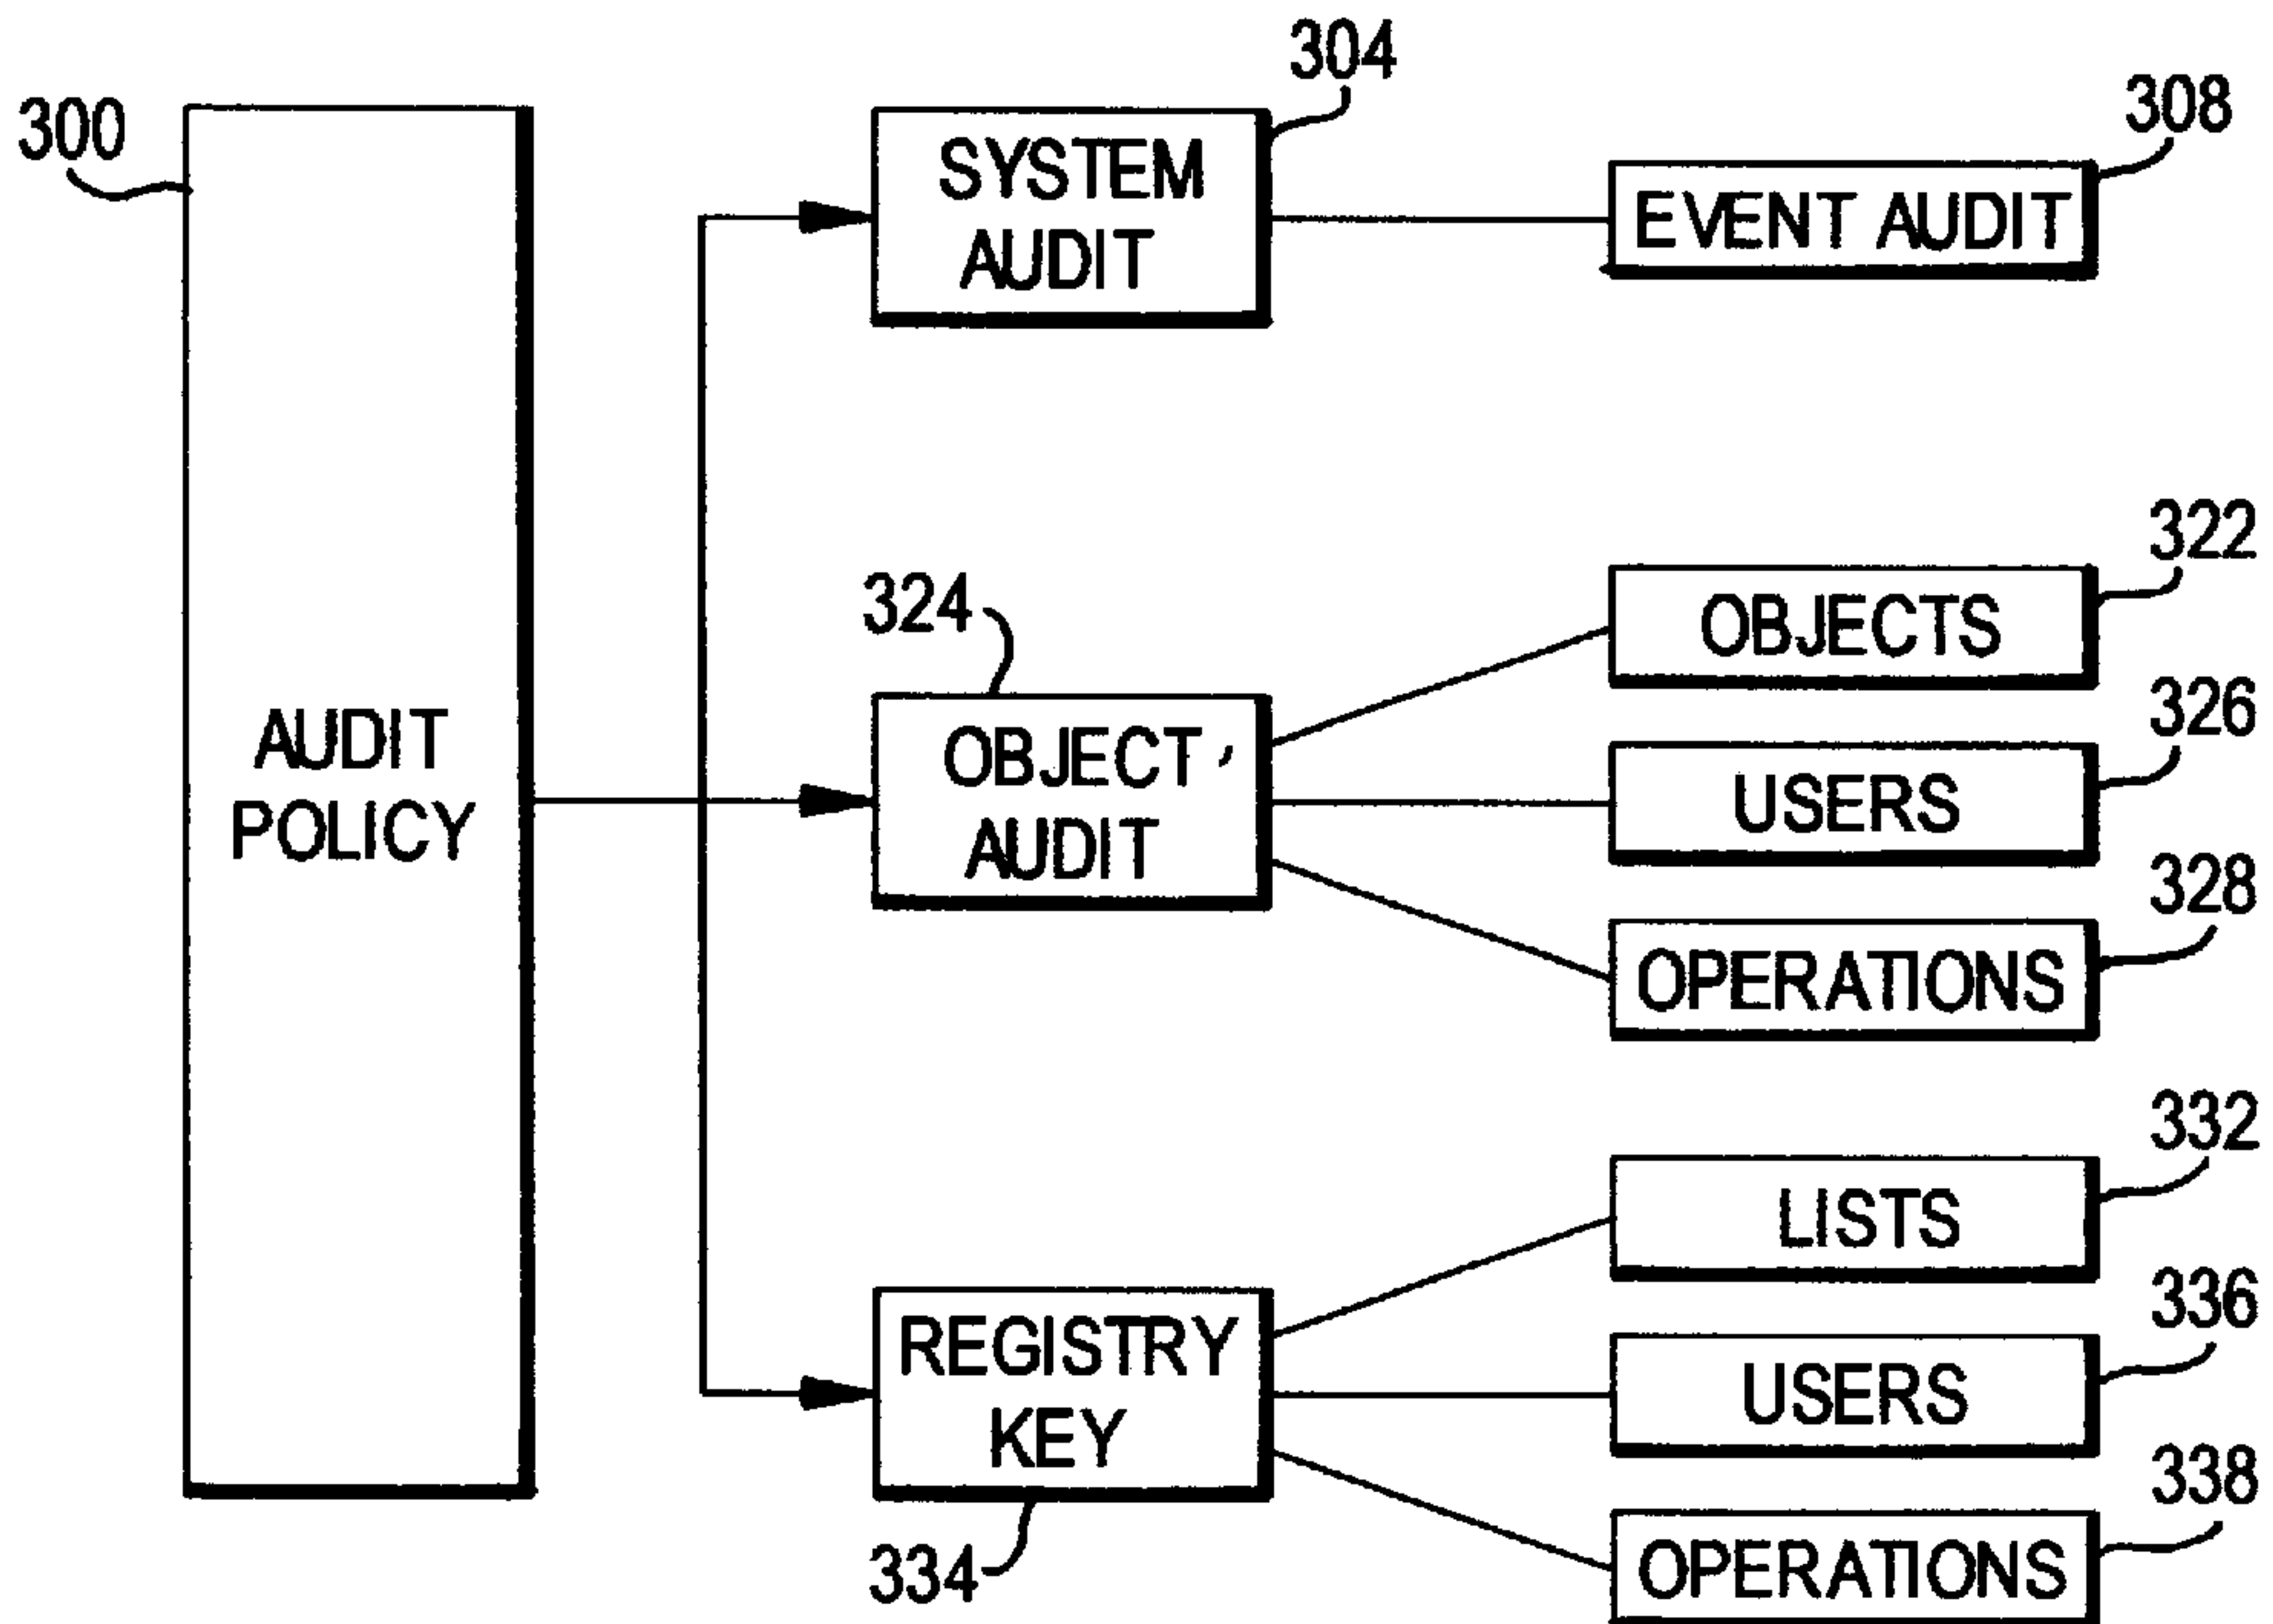 300
AUDIT
POLICY
304
SYSTEM
AUDIT
308
EVENT AUDIT
324
OBJECT
AUDIT
322
OBJECTS
326
USERS
328
OPERATIONS
REGISTRY
KEY
334
332
LISTS
336
USERS
338
OPERATIONS